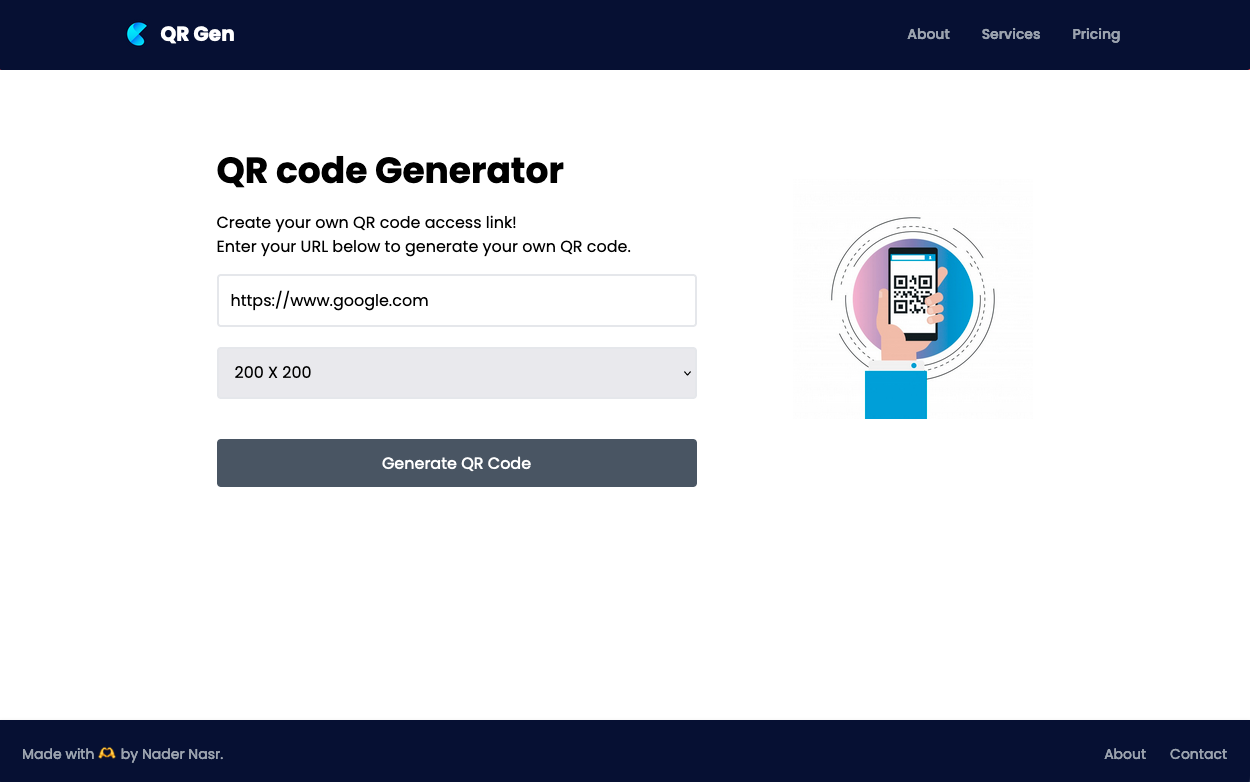 QR Gen
About
Services
Pricing
QR code Generator
Create your own QR code access link!
Enter your URL below to generate your own QR code.
https://www.google.com
200 X 200
Generate QR Code
Made with 🫶 by Nader Nasr.
About
Contact